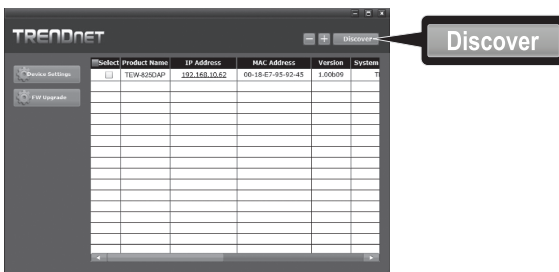 TRENDnet
− + Discover
Discover
Device Settings
FW Upgrade
Select Product Name IP Address MAC Address Version System
TEW-825DAP 192.168.10.62 00-18-E7-95-92-45 1.00b09 T